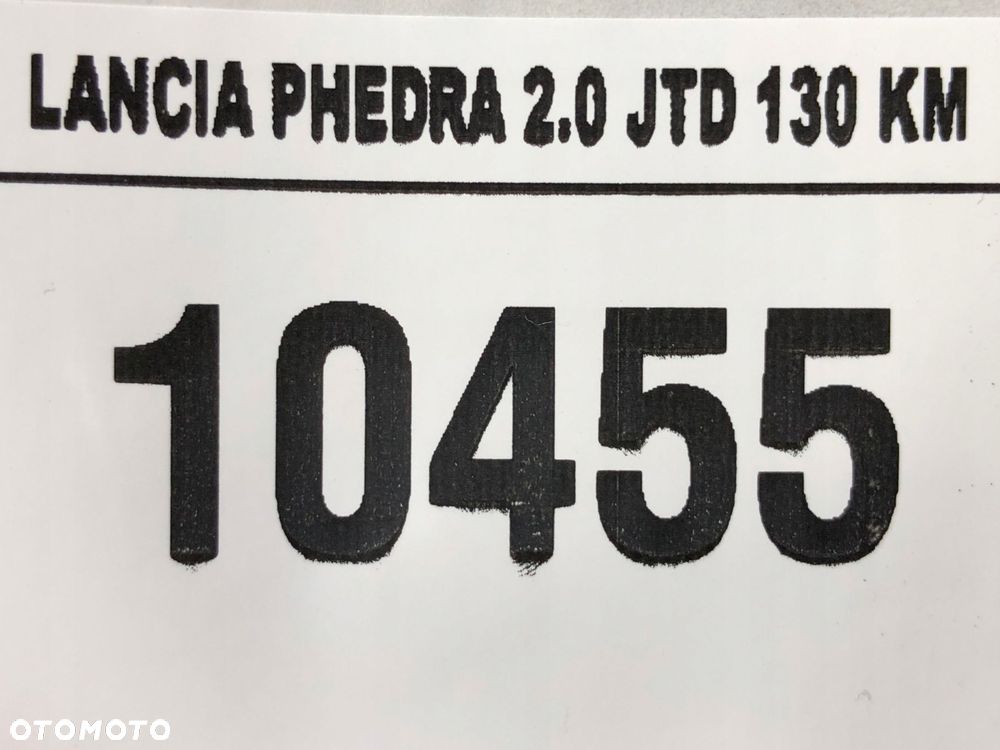 LANCIA PHEDRA 2.0 JTD 130 KM
10455
OTOMOTO